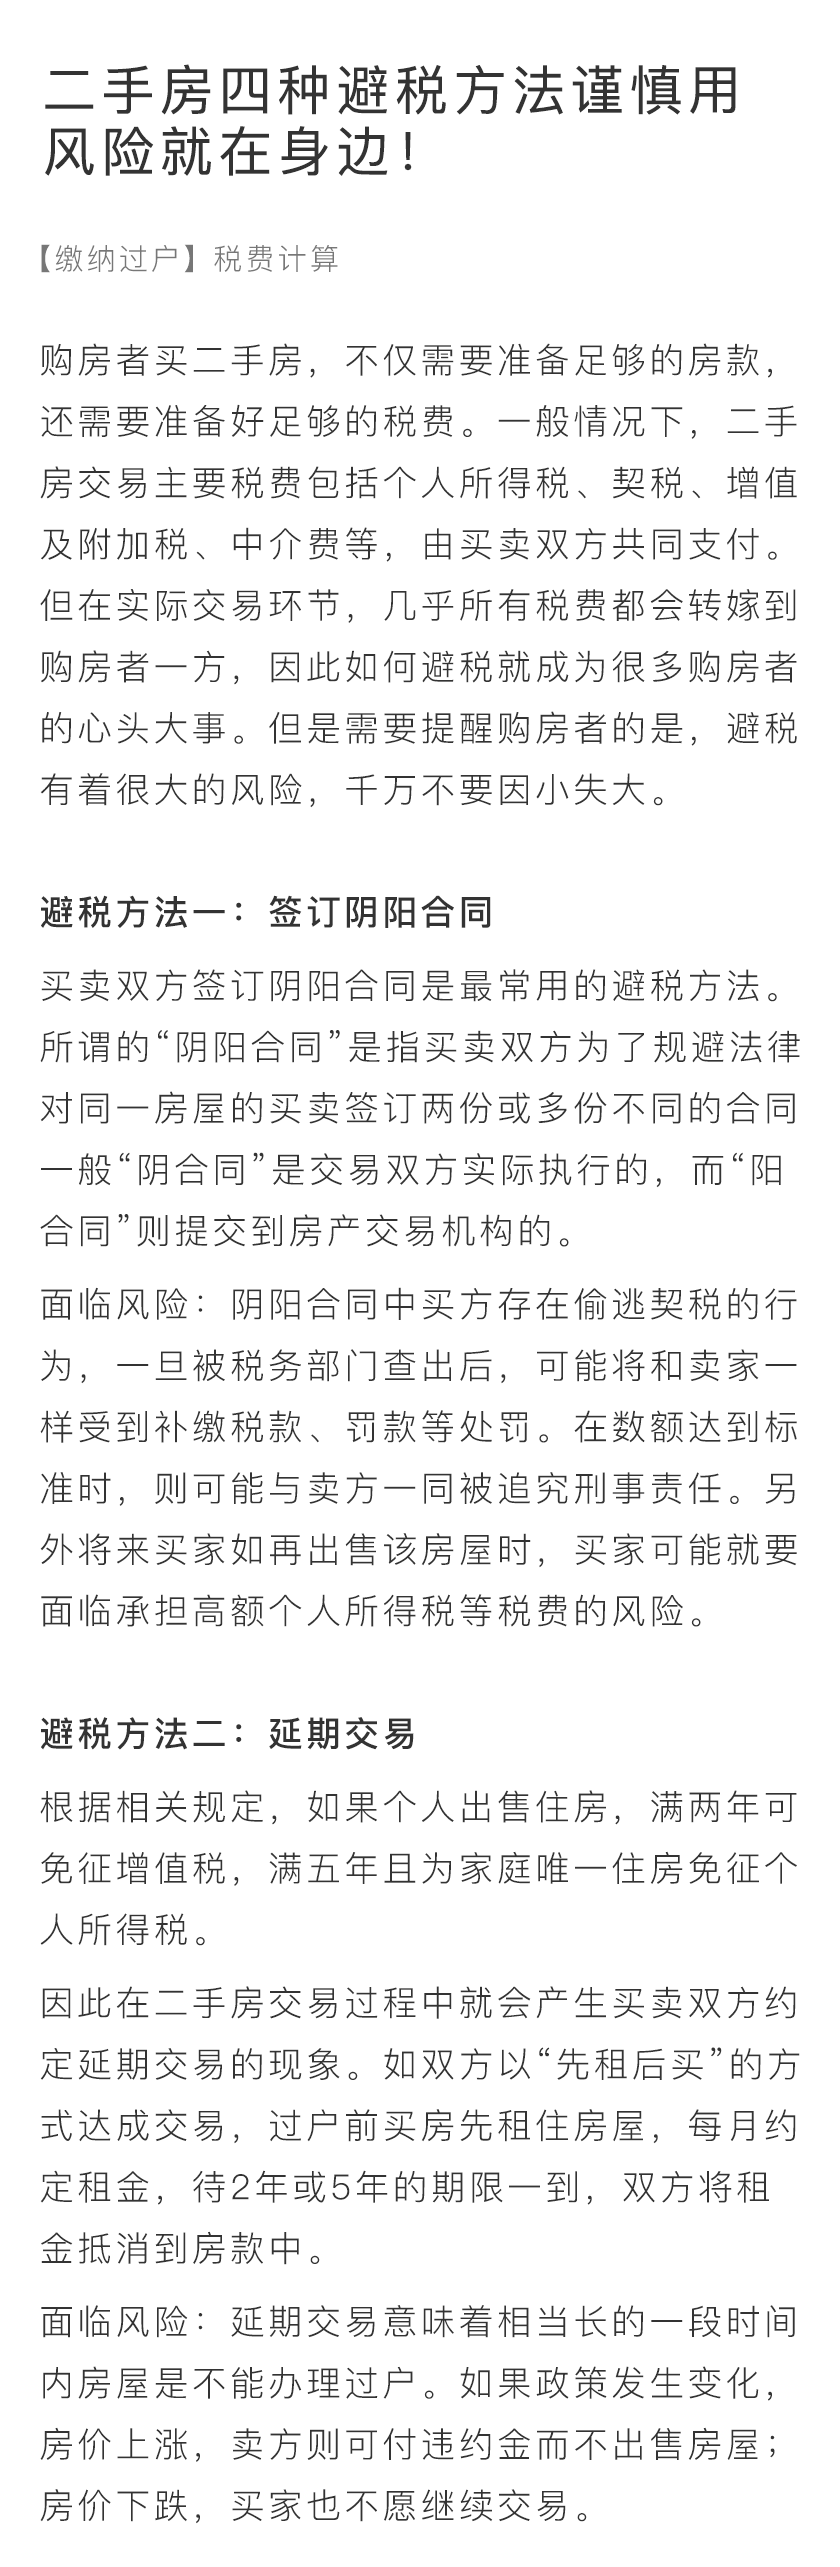 二手房四种避税方法谨慎用
风险就在身边！
【缴纳过户】税费计算
购房者买二手房，不仅需要准备足够的房款，
还需要准备好足够的税费。一般情况下，二手
房交易主要税费包括个人所得税、契税、增值
及附加税、中介费等，由买卖双方共同支付。
但在实际交易环节，几乎所有税费都会转嫁到
购房者一方，因此如何避税就成为很多购房者
的心头大事。但是需要提醒购房者的是，避税
有着很大的风险，千万不要因小失大。
避税方法一：签订阴阳合同
买卖双方签订阴阳合同是最常用的避税方法。
所谓的“阴阳合同”是指买卖双方为了规避法律
对同一房屋的买卖签订两份或多份不同的合同
一般“阴合同”是交易双方实际执行的，而“阳
合同”则提交到房产交易机构的。
面临风险：阴阳合同中买方存在偷逃契税的行
为，一旦被税务部门查出后，可能将和卖家一
样受到补缴税款、罚款等处罚。在数额达到标
准时，则可能与卖方一同被追究刑事责任。另
外将来买家如再出售该房屋时，买家可能就要
面临承担高额个人所得税等税费的风险。
避税方法二：延期交易
根据相关规定，如果个人出售住房，满两年可
免征增值税，满五年且为家庭唯一住房免征个
人所得税。
因此在二手房交易过程中就会产生买卖双方约
定延期交易的现象。如双方以“先租后买”的方
式达成交易，过户前买房先租住房屋，每月约
定租金，待2年或5年的期限一到，双方将租
金抵消到房款中。
面临风险：延期交易意味着相当长的一段时间
内房屋是不能办理过户。如果政策发生变化，
房价上涨，卖方则可付违约金而不出售房屋；
房价下跌，买家也不愿继续交易。